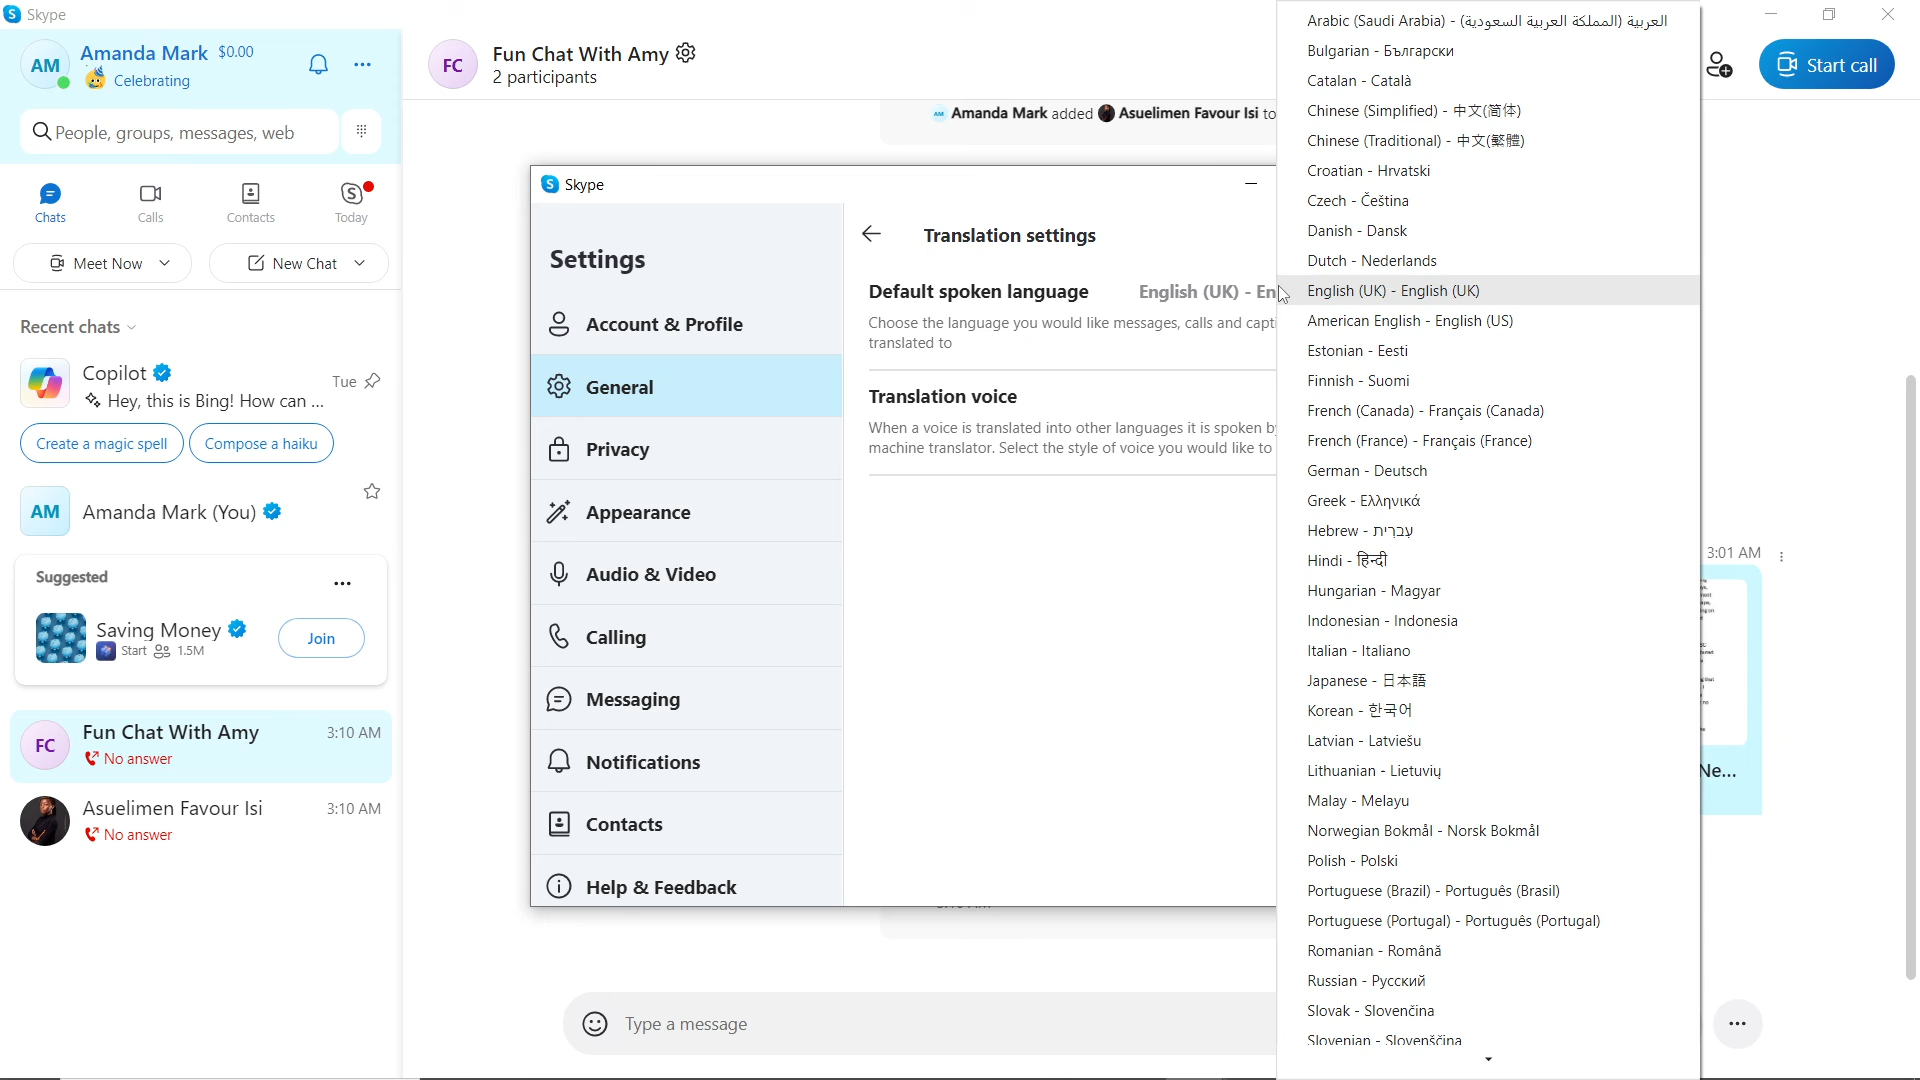 Skype
Amanda Mark $0.00
Celebrating
AM
People, groups, messages, web
Chats
Calls
Contacts
Today
Meet Now
New Chat
Recent chats
Copilot
Tue
Hey, this is Bing! How can ...
Create a magic spell
Compose a haiku
AM
Amanda Mark (You)
Suggested
Saving Money
Start 1.5M
Join
FC
Fun Chat With Amy
3:10 AM
No answer
Asuelimen Favour Isi
3:10 AM
No answer
FC
Fun Chat With Amy
2 participants
Start call
Amanda Mark added Asuelimen Favour Isi to
Skype
Settings
Account & Profile
General
Privacy
Appearance
Audio & Video
Calling
Messaging
Notifications
Contacts
Help & Feedback
Translation settings
Default spoken language
English (UK) - En
Choose the language you would like messages, calls and capti
translated to
Translation voice
When a voice is translated into other languages it is spoken by
machine translator. Select the style of voice you would like to
Arabic (Saudi Arabia) - العربية (المملكة العربية السعودية)
Bulgarian - Български
Catalan - Català
Chinese (Simplified) - 中文(简体)
Chinese (Traditional) - 中文(繁體)
Croatian - Hrvatski
Czech - Čeština
Danish - Dansk
Dutch - Nederlands
English (UK) - English (UK)
American English - English (US)
Estonian - Eesti
Finnish - Suomi
French (Canada) - Français (Canada)
French (France) - Français (France)
German - Deutsch
Greek - Ελληνικά
Hebrew - עברית
Hindi - हिन्दी
Hungarian - Magyar
Indonesian - Indonesia
Italian - Italiano
Japanese - 日本語
Korean - 한국어
Latvian - Latviešu
Lithuanian - Lietuvių
Malay - Melayu
Norwegian Bokmål - Norsk Bokmål
Polish - Polski
Portuguese (Brazil) - Português (Brasil)
Portuguese (Portugal) - Português (Portugal)
Romanian - Română
Russian - Русский
Slovak - Slovenčina
Slovenian - Slovenščina
3:01 AM
Ne...
Type a message